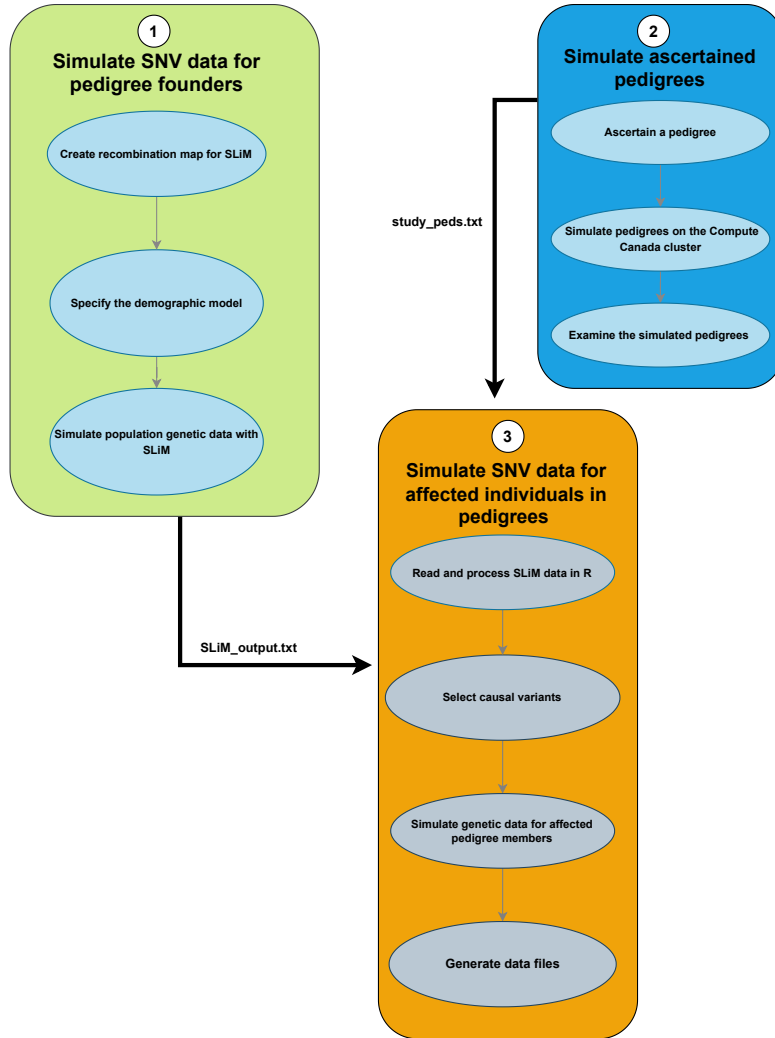 1
Simulate SNV data for
pedigree founders
Create recombination map for SLiM
Specify the demographic model
Simulate population genetic data with
SLiM
SLiM_output.txt
2
Simulate ascertained
pedigrees
Ascertain a pedigree
Simulate pedigrees on the Compute
Canada cluster
Examine the simulated pedigrees
study_peds.txt
3
Simulate SNV data for
affected individuals in
pedigrees
Read and process SLiM data in R
Select causal variants
Simulate genetic data for affected
pedigree members
Generate data files